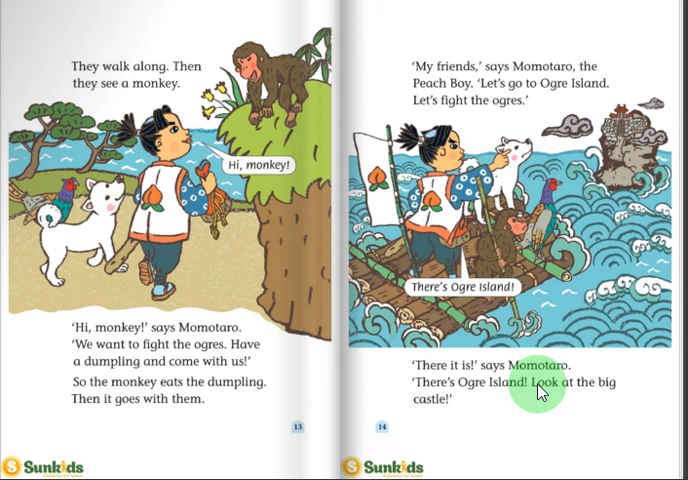 They walk along. Then
they see a monkey.
Hi, monkey!
'Hi, monkey!' says Momotaro.
'We want to fight the ogres. Have
a dumpling and come with us!'
So the monkey eats the dumpling.
Then it goes with them.
13
S Sunkids
'My friends,' says Momotaro, the
Peach Boy. 'Let's go to Ogre Island.
Let's fight the ogres.'
There's Ogre Island!
'There it is!' says Momotaro.
'There's Ogre Island! Look at the big
castle!'
14
S Sunkids